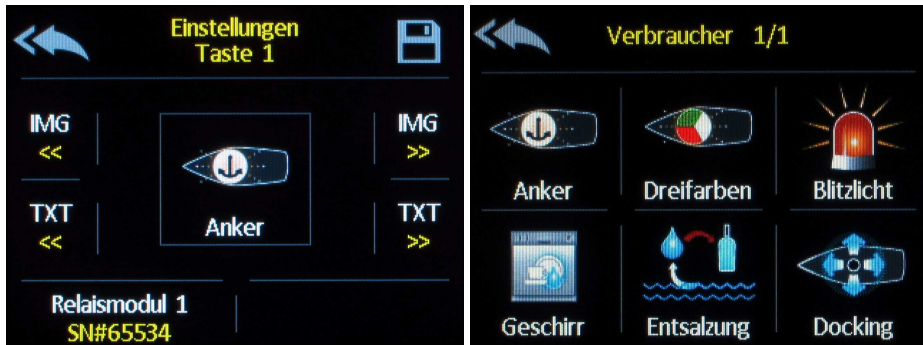 Einstellungen
Taste 1
IMG
<<
IMG
>>
Anker
TXT
<<
TXT
>>
Relaismodul 1
SN#65534
Verbraucher 1/1
Anker
Dreifarben
Blitzlicht
Geschirr
Entsalzung
Docking